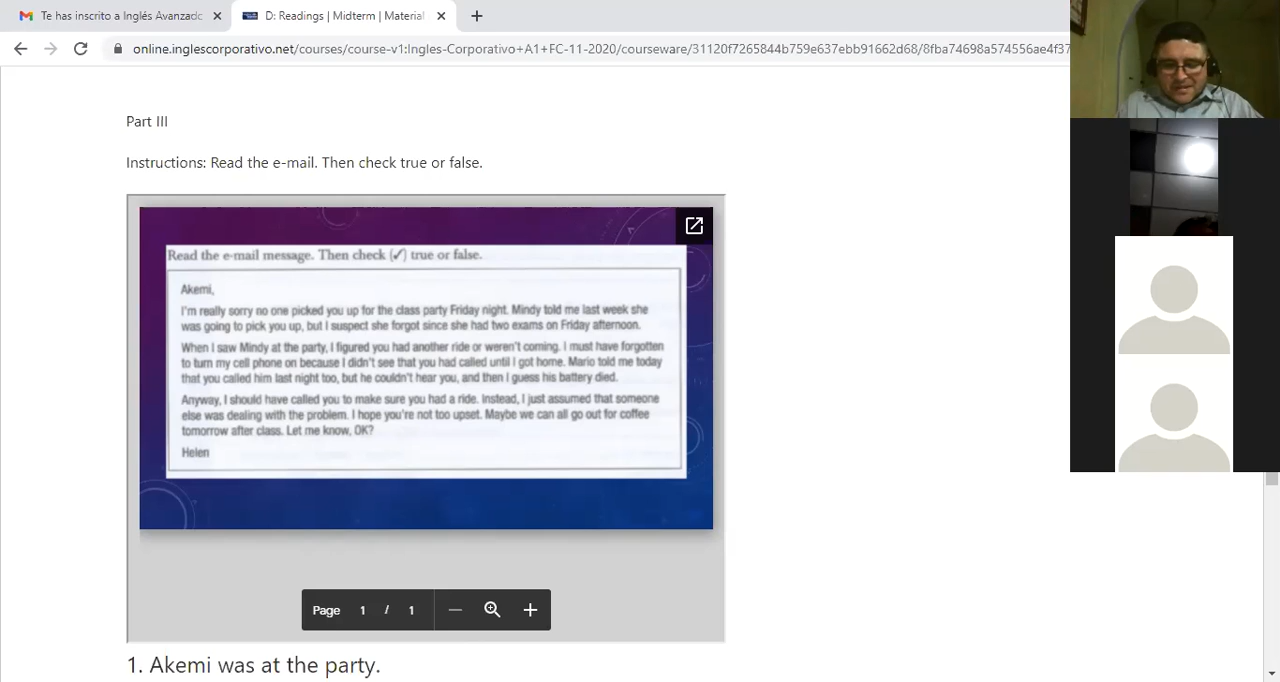 Te has inscrito a Inglés Avanzado
D: Readings | Midterm | Material
online.inglescorporativo.net/courses/course-v1:Ingles-Corporativo+A1+FC-11-2020/courseware/31120f7265844b759e637ebb91662d68/8fba74698a574556ae4f37
Part III
Instructions: Read the e-mail. Then check true or false.
Read the e-mail message. Then check (✓) true or false.
Akemi,
I'm really sorry no one picked you up for the class party Friday night. Mindy told me last week she
was going to pick you up, but I suspect she forgot since she had two exams on Friday afternoon.
When I saw Mindy at the party, I figured you had another ride or weren't coming. I must have forgotten
to turn my cell phone on because I didn't see that you had called until I got home. Mario told me today
that you called him last night too, but he couldn't hear you, and then I guess his battery died.
Anyway, I should have called you to make sure you had a ride. Instead, I just assumed that someone
else was dealing with the problem. I hope you're not too upset. Maybe we can all go out for coffee
tomorrow after class. Let me know, OK?
Helen
Page 1 / 1
1. Akemi was at the party.